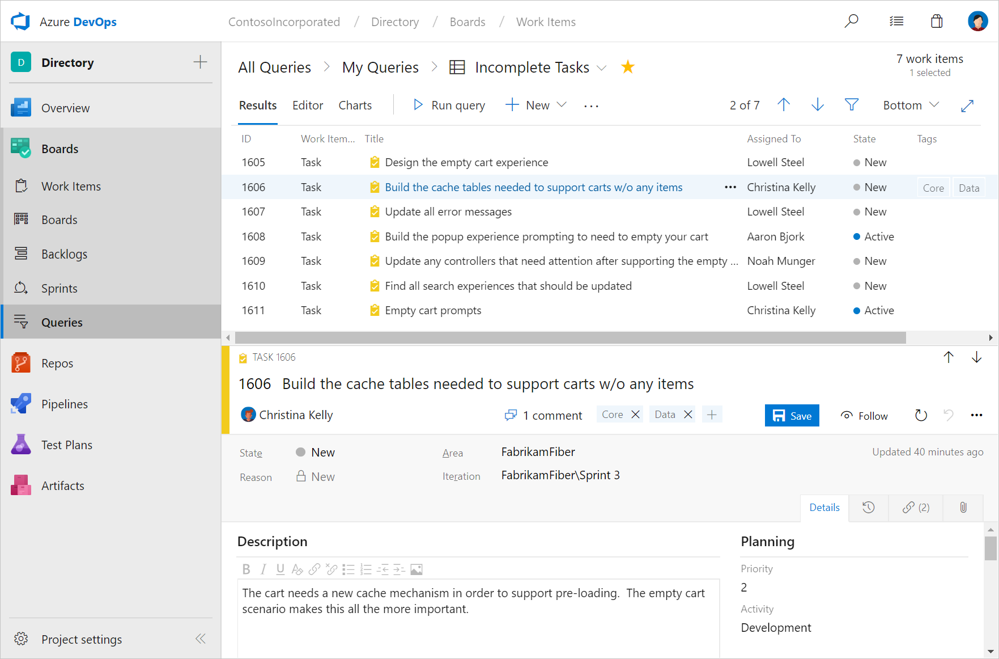 Azure DevOps
ContosoIncorporated / Directory / Boards / Work Items
D Directory
Overview
Boards
Work Items
Boards
Backlogs
Sprints
Queries
Repos
Pipelines
Test Plans
Artifacts
Project settings
All Queries > My Queries > Incomplete Tasks
7 work items
1 selected
Results Editor Charts Run query New ... 2 of 7 Bottom
ID Work Item... Title Assigned To State Tags
1605 Task Design the empty cart experience Lowell Steel New
1606 Task Build the cache tables needed to support carts w/o any items ... Christina Kelly New Core Data
1607 Task Update all error messages Lowell Steel New
1608 Task Build the popup experience prompting to need to empty your cart Aaron Bjork Active
1609 Task Update any controllers that need attention after supporting the empty ... Noah Munger New
1610 Task Find all search experiences that should be updated Lowell Steel New
1611 Task Empty cart prompts Christina Kelly Active
TASK 1606
1606 Build the cache tables needed to support carts w/o any items
Christina Kelly 1 comment Core Data Save Follow ...
State New Area FabrikamFiber Updated 40 minutes ago
Reason New Iteration FabrikamFiber\Sprint 3
Details (2)
Description
B I U
The cart needs a new cache mechanism in order to support pre-loading.  The empty cart
scenario makes this all the more important.
Planning
Priority
2
Activity
Development